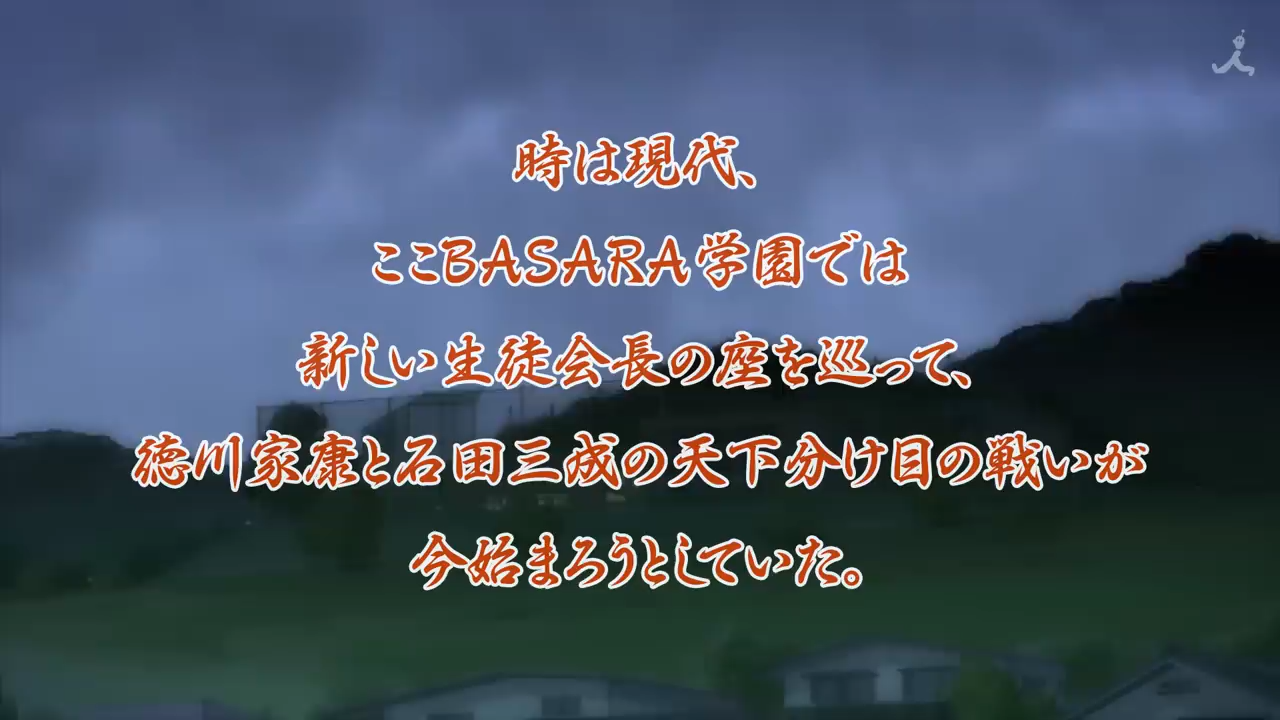 時は現代、
ここBASARA学園では
新しい生徒会長の座を巡って、
徳川家康と石田三成の天下分け目の戦いが
今始まろうとしていた。